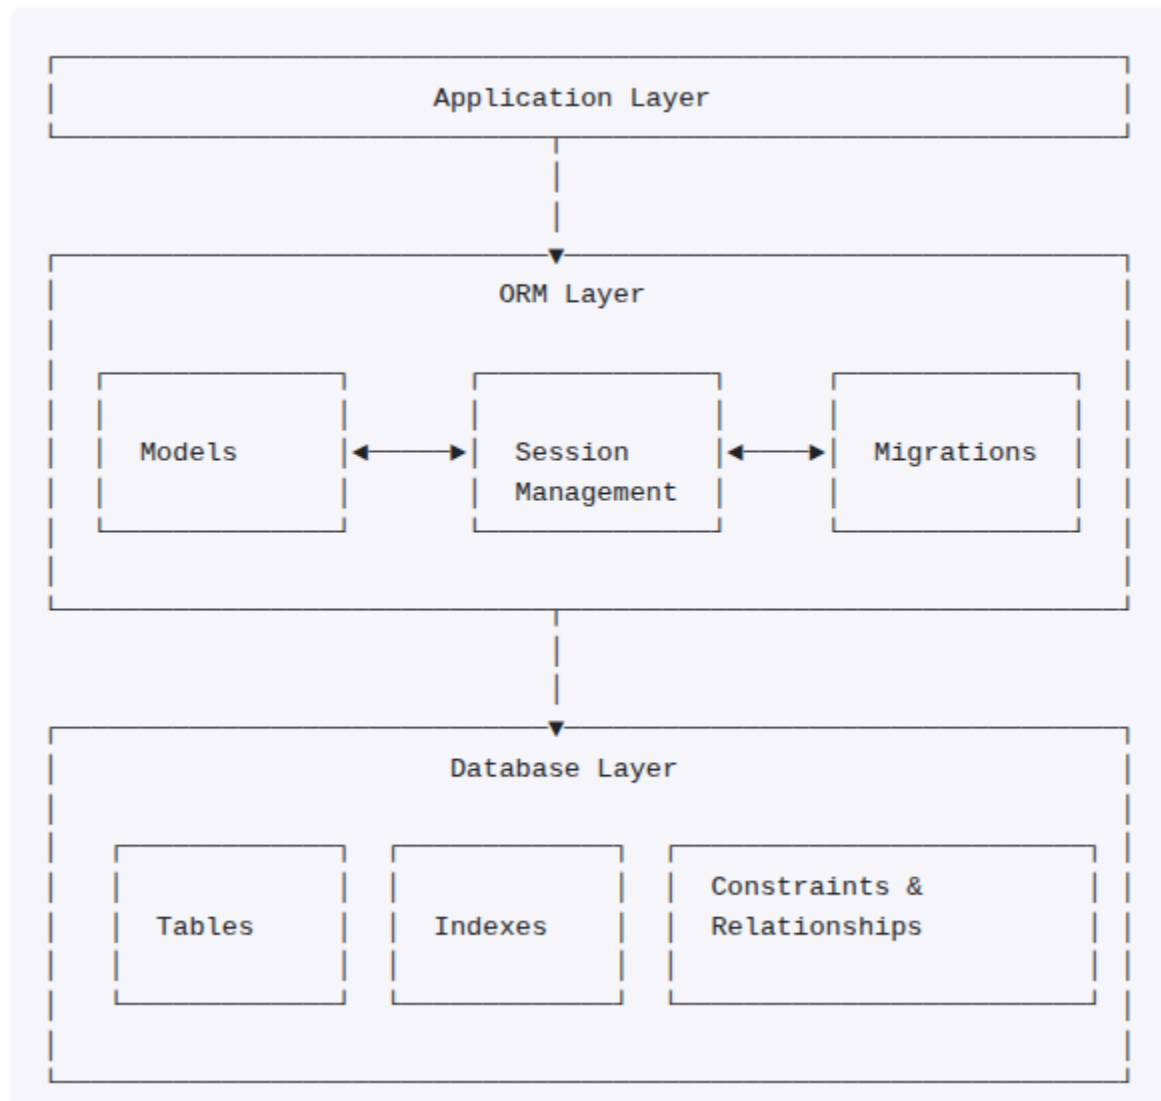 Application Layer
ORM Layer
Models
Session
Management
Migrations
Database Layer
Tables
Indexes
Constraints &
Relationships